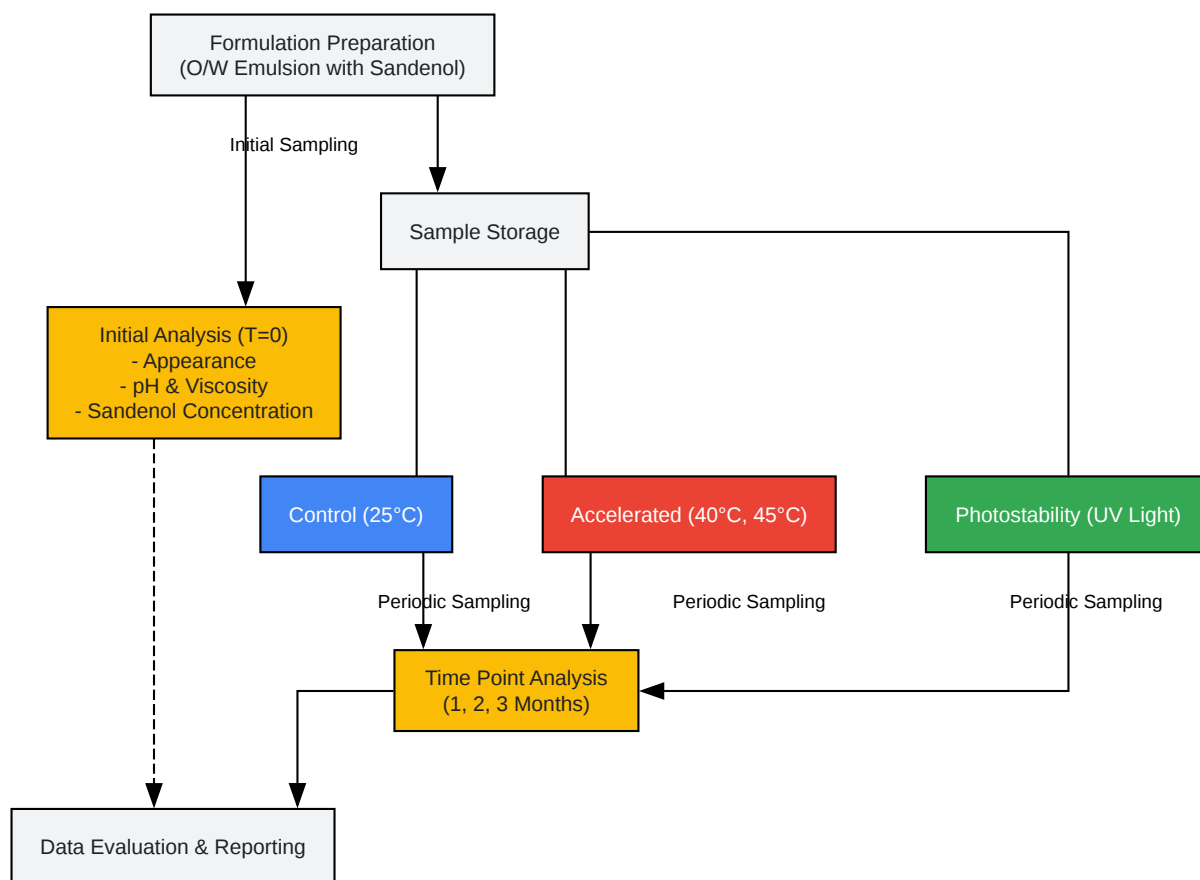 Formulation Preparation
(O/W Emulsion with Sandenol)
Initial Sampling
Sample Storage
Initial Analysis (T=0)
- Appearance
- pH & Viscosity
- Sandenol Concentration
Control (25°C)
Accelerated (40°C, 45°C)
Photostability (UV Light)
Periodic Sampling
Periodic Sampling
Periodic Sampling
Time Point Analysis
(1, 2, 3 Months)
Data Evaluation & Reporting